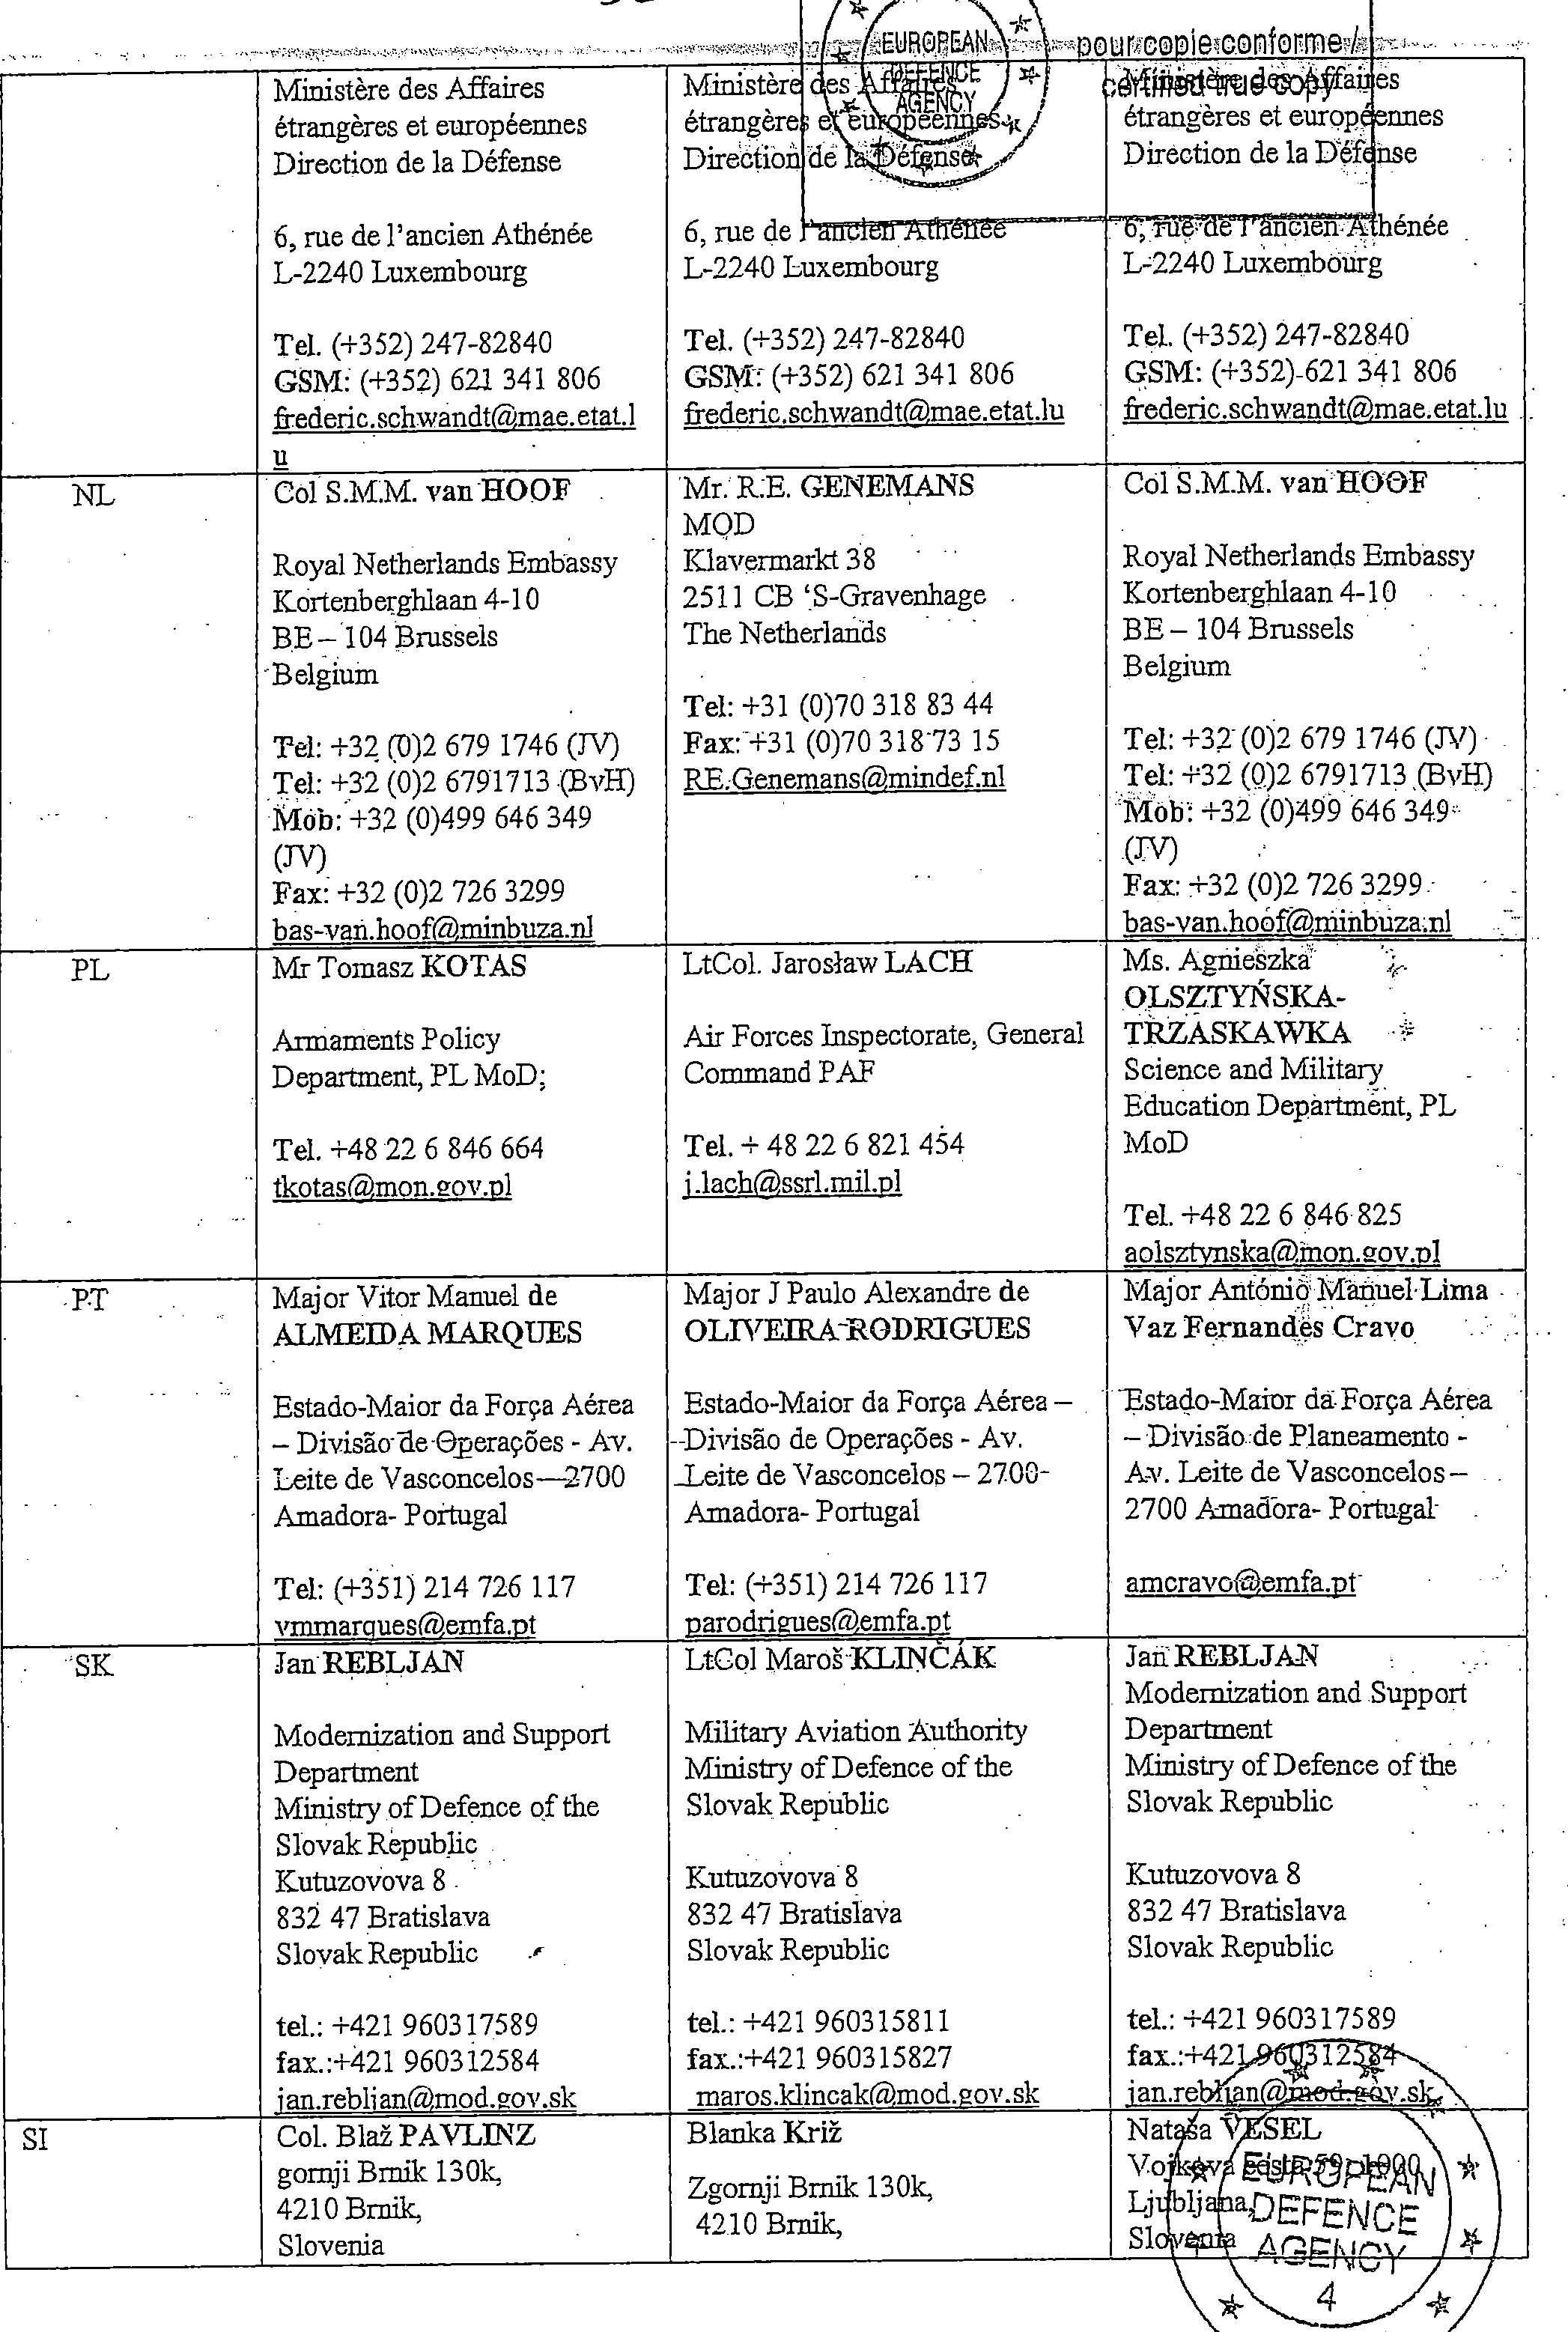 EUROPEAN
DEFENCE
AGENCY
pour copie conforme /
certified true copy
Ministère des Affaires
étrangères et européennes
Direction de la Défense
6, rue de l'ancien Athénée
L-2240 Luxembourg
Tel. (+352) 247-82840
GSM: (+352) 621 341 806
frederic.schwandt@mae.etat.l
u
Ministère des Affaires
étrangères et européennes
Direction de la Défense
6, rue de l'ancien Athénée
L-2240 Luxembourg
Tel. (+352) 247-82840
GSM: (+352) 621 341 806
frederic.schwandt@mae.etat.lu
Ministère des Affaires
étrangères et européennes
Direction de la Défense
6, rue de l'ancien Athénée
L-2240 Luxembourg
Tel. (+352) 247-82840
GSM: (+352) 621 341 806
frederic.schwandt@mae.etat.lu
NL
Col S.M.M. van HOOF
Royal Netherlands Embassy
Kortenberghlaan 4-10
BE – 104 Brussels
Belgium
Tel: +32 (0)2 679 1746 (JV)
Tel: +32 (0)2 6791713 (BvH)
Mob: +32 (0)499 646 349
(JV)
Fax: +32 (0)2 726 3299
bas-van.hoof@minbuza.nl
Mr. R.E. GENEMANS
MOD
Klavermarkt 38
2511 CB ‘S-Gravenhage
The Netherlands
Tel: +31 (0)70 318 83 44
Fax: +31 (0)70 318 73 15
RE.Genemans@mindef.nl
Col S.M.M. van HOOF
Royal Netherlands Embassy
Kortenberghlaan 4-10
BE – 104 Brussels
Belgium
Tel: +32 (0)2 679 1746 (JV)
Tel: +32 (0)2 6791713 (BvH)
Mob: +32 (0)499 646 349
(JV)
Fax: +32 (0)2 726 3299
bas-van.hoof@minbuza.nl
PL
Mr Tomasz KOTAS
Armaments Policy
Department, PL MoD;
Tel. +48 22 6 846 664
tkotas@mon.gov.pl
LtCol. Jarosław LACH
Air Forces Inspectorate, General
Command PAF
Tel. + 48 22 6 821 454
j.lach@ssrl.mil.pl
Ms. Agnieszka
OLSZTYŃSKA-
TRZASKAWKA
Science and Military
Education Department, PL
MoD
Tel. +48 22 6 846 825
aolsztynska@mon.gov.pl
PT
Major Vitor Manuel de
ALMEIDA MARQUES
Estado-Maior da Força Aérea
– Divisão de Operações - Av.
Leite de Vasconcelos – 2700
Amadora- Portugal
Tel: (+351) 214 726 117
vmmarques@emfa.pt
Major J Paulo Alexandre de
OLIVEIRA RODRIGUES
Estado-Maior da Força Aérea –
Divisão de Operações - Av.
Leite de Vasconcelos – 2700
Amadora- Portugal
Tel: (+351) 214 726 117
parodrigues@emfa.pt
Major António Manuel Lima
Vaz Fernandes Cravo
Estado-Maior da Força Aérea
– Divisão de Planeamento -
Av. Leite de Vasconcelos –
2700 Amadora- Portugal
amcravo@emfa.pt
SK
Jan REBLJAN
Modernization and Support
Department
Ministry of Defence of the
Slovak Republic
Kutuzovova 8
832 47 Bratislava
Slovak Republic
tel.: +421 960317589
fax.:+421 960312584
jan.rebljan@mod.gov.sk
LtCol Maroš KLINČÁK
Military Aviation Authority
Ministry of Defence of the
Slovak Republic
Kutuzovova 8
832 47 Bratislava
Slovak Republic
tel.: +421 960315811
fax.:+421 960315827
maros.klincak@mod.gov.sk
Jan REBLJAN
Modernization and Support
Department
Ministry of Defence of the
Slovak Republic
Kutuzovova 8
832 47 Bratislava
Slovak Republic
tel.: +421 960317589
fax.:+421 960312584
jan.rebljan@mod.gov.sk
SI
Col. Blaž PAVLINZ
gornji Brnik 130k,
4210 Brnik,
Slovenia
Blanka Križ
Zgornji Brnik 130k,
4210 Brnik,
Nataša VESEL
Vojkova cesta 59, 1000
Ljubljana,
Slovenia
EUROPEAN
DEFENCE
AGENCY
4